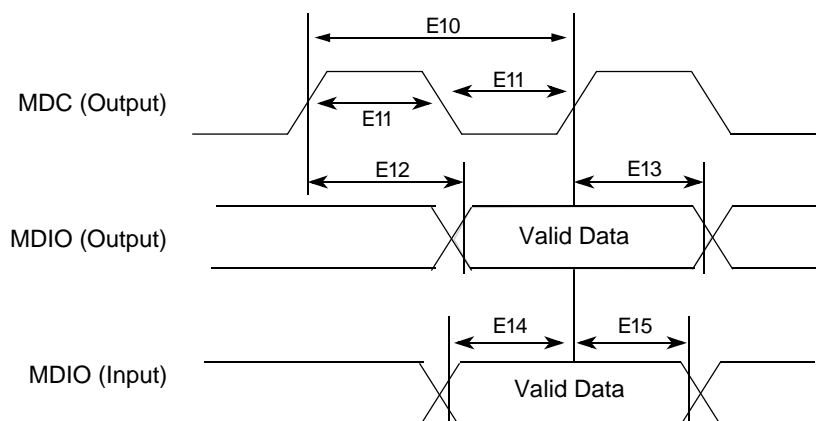 E10
MDC (Output)
E11
E11
E12
E13
MDIO (Output)
Valid Data
E14
E15
MDIO (Input)
Valid Data